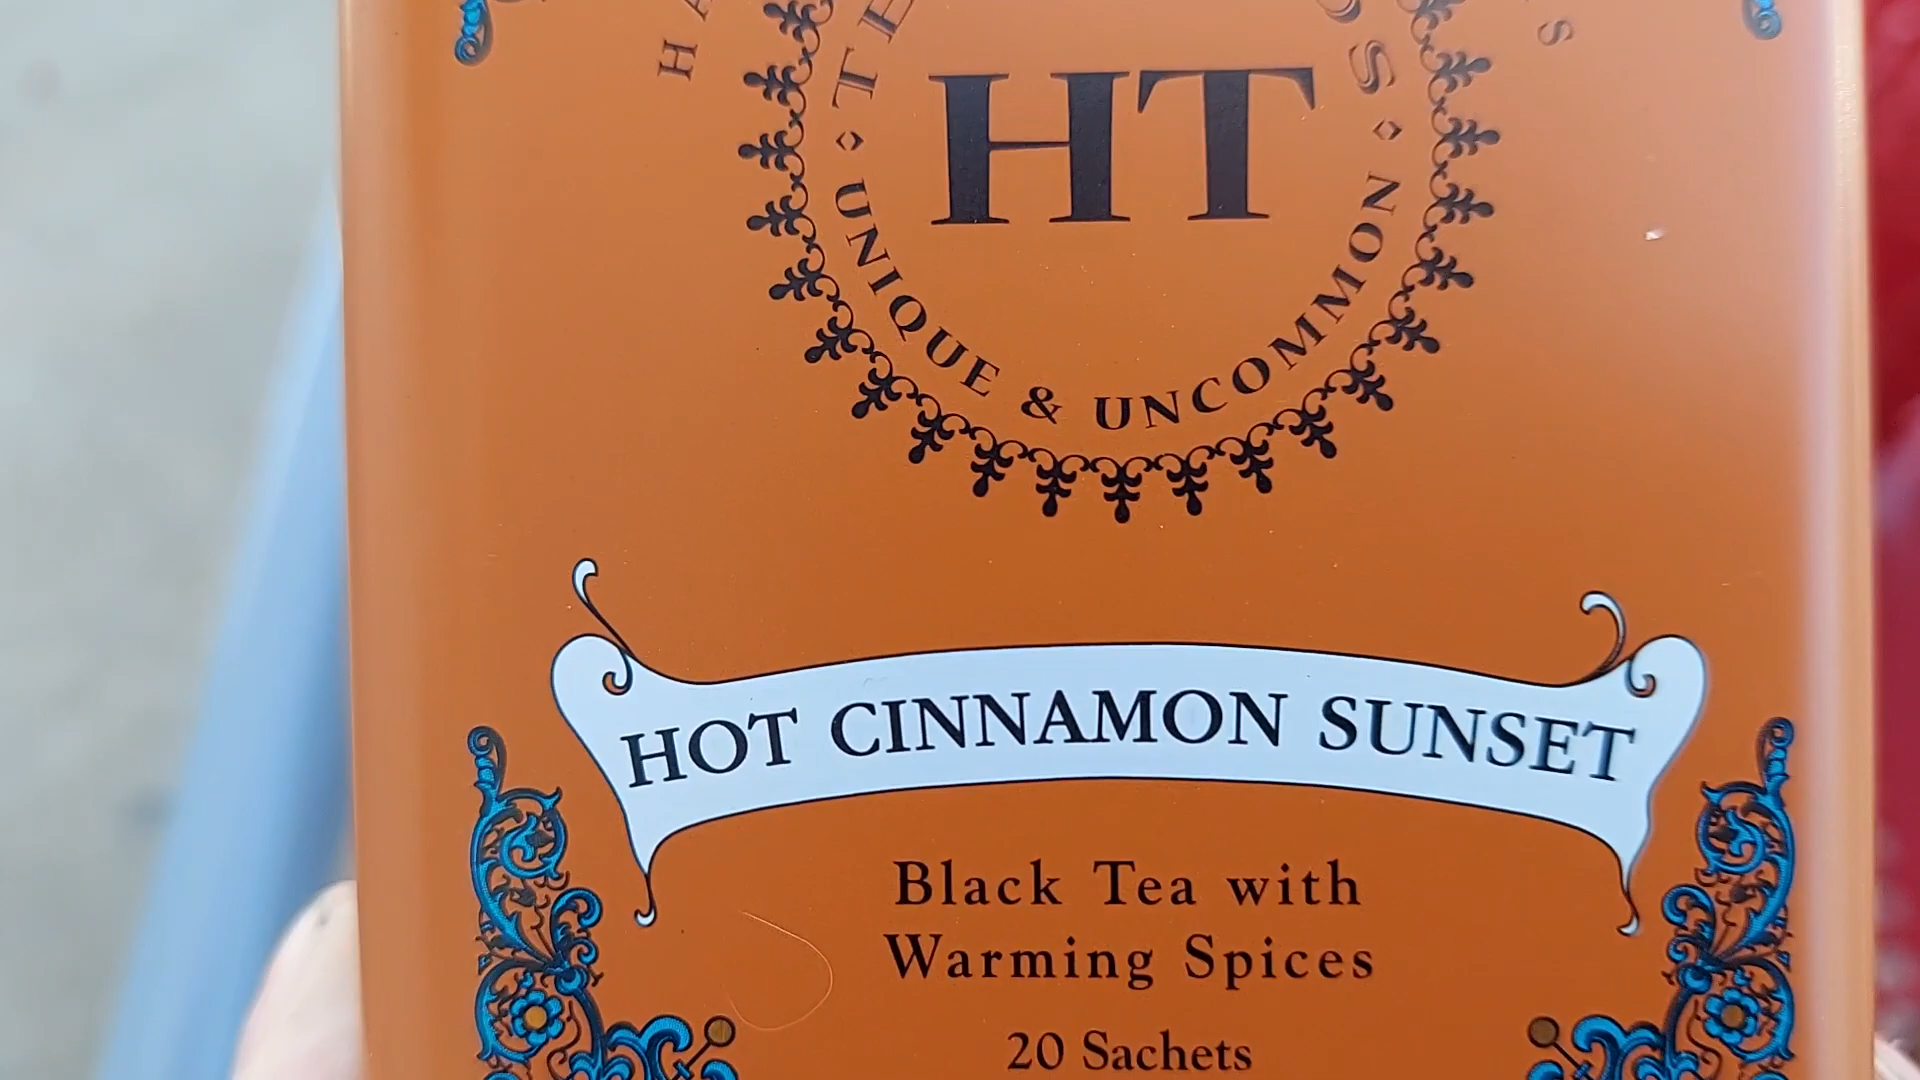 HT
UNIQUE & UNCOMMON
HOT CINNAMON SUNSET
Black Tea with
Warming Spices
20 Sachets